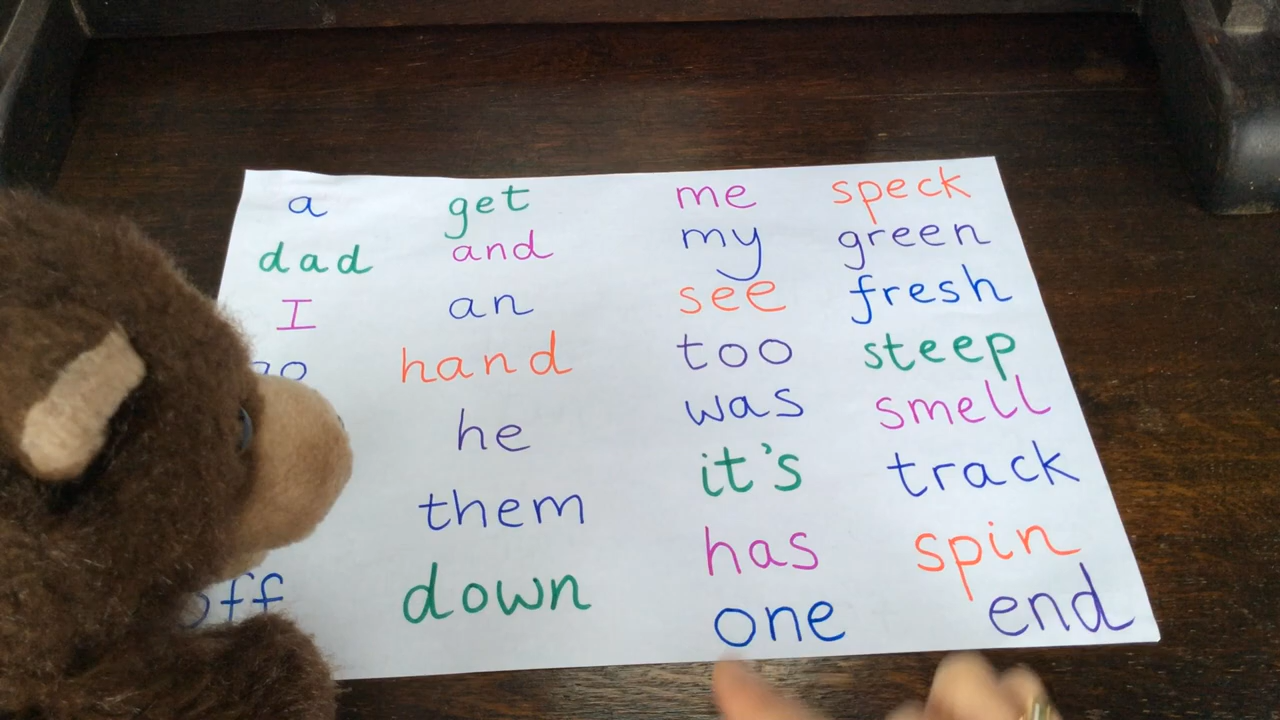 a get me speck
dad and my green
I an see fresh
hand too steep
he was smell
them it's track
down has spin
off one end